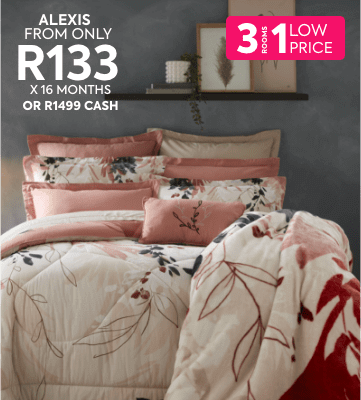 ALEXIS
FROM ONLY
R133
X 16 MONTHS
OR R1499 CASH
3 ROOMS 1 LOW
PRICE